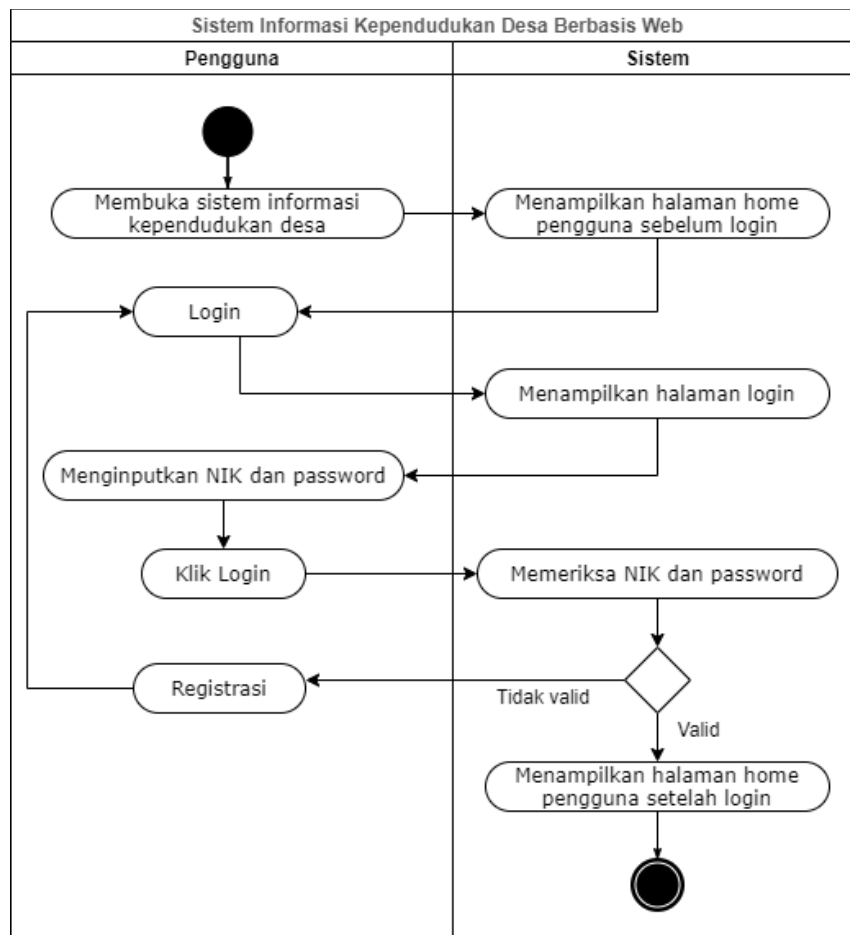 Sistem Informasi Kependudukan Desa Berbasis Web
Pengguna
Sistem
Membuka sistem informasi
kependudukan desa
Menampilkan halaman home
pengguna sebelum login
Login
Menampilkan halaman login
Menginputkan NIK dan password
Klik Login
Memeriksa NIK dan password
Registrasi
Tidak valid
Valid
Menampilkan halaman home
pengguna setelah login